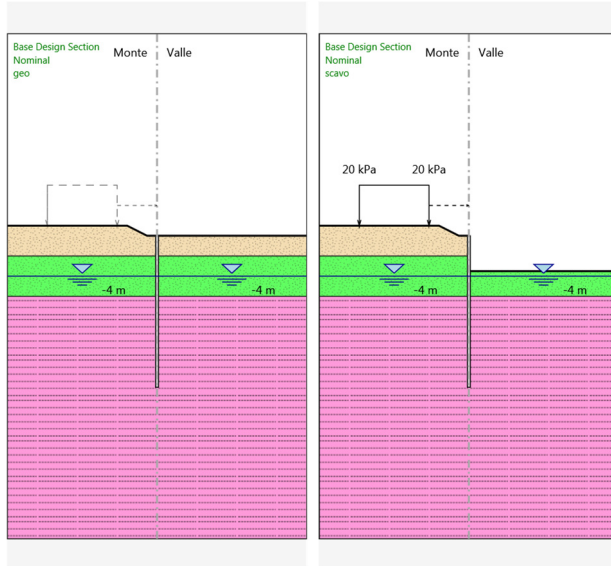 Base Design Section
Nominal
geo
Monte
Valle
-4 m
-4 m
Base Design Section
Nominal
scavo
Monte
Valle
20 kPa
20 kPa
-4 m
-4 m